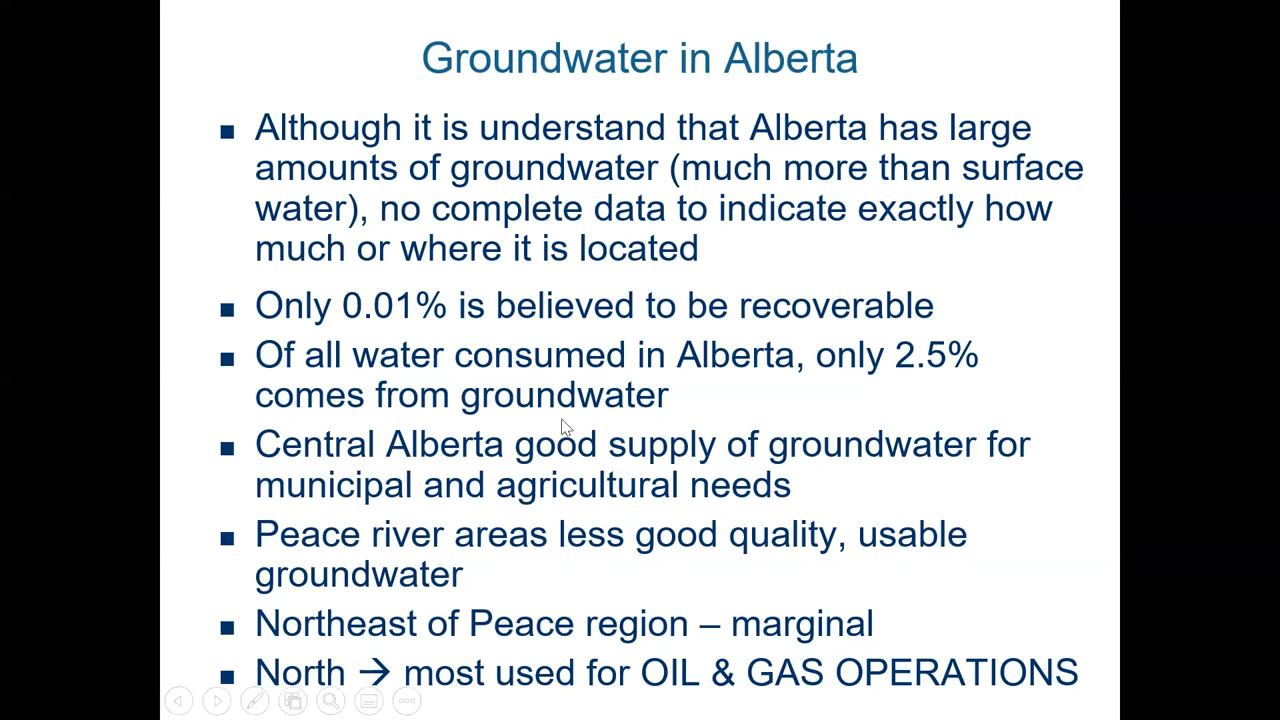 Groundwater in Alberta
■ Although it is understand that Alberta has large
amounts of groundwater (much more than surface
water), no complete data to indicate exactly how
much or where it is located
■ Only 0.01% is believed to be recoverable
■ Of all water consumed in Alberta, only 2.5%
comes from groundwater
■ Central Alberta good supply of groundwater for
municipal and agricultural needs
■ Peace river areas less good quality, usable
groundwater
■ Northeast of Peace region – marginal
■ North → most used for OIL & GAS OPERATIONS